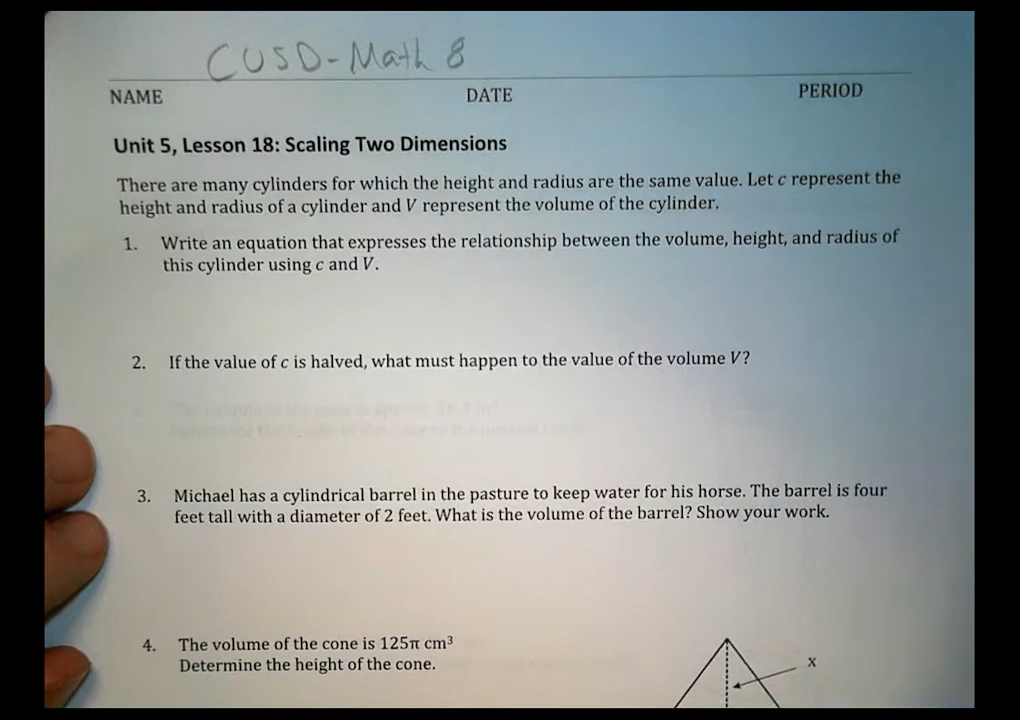 CUSD-Math 8
NAME DATE PERIOD
Unit 5, Lesson 18: Scaling Two Dimensions
There are many cylinders for which the height and radius are the same value. Let c represent the
height and radius of a cylinder and V represent the volume of the cylinder.
1. Write an equation that expresses the relationship between the volume, height, and radius of
this cylinder using c and V.
2. If the value of c is halved, what must happen to the value of the volume V?
3. Michael has a cylindrical barrel in the pasture to keep water for his horse. The barrel is four
feet tall with a diameter of 2 feet. What is the volume of the barrel? Show your work.
4. The volume of the cone is 125π cm³
Determine the height of the cone.
x